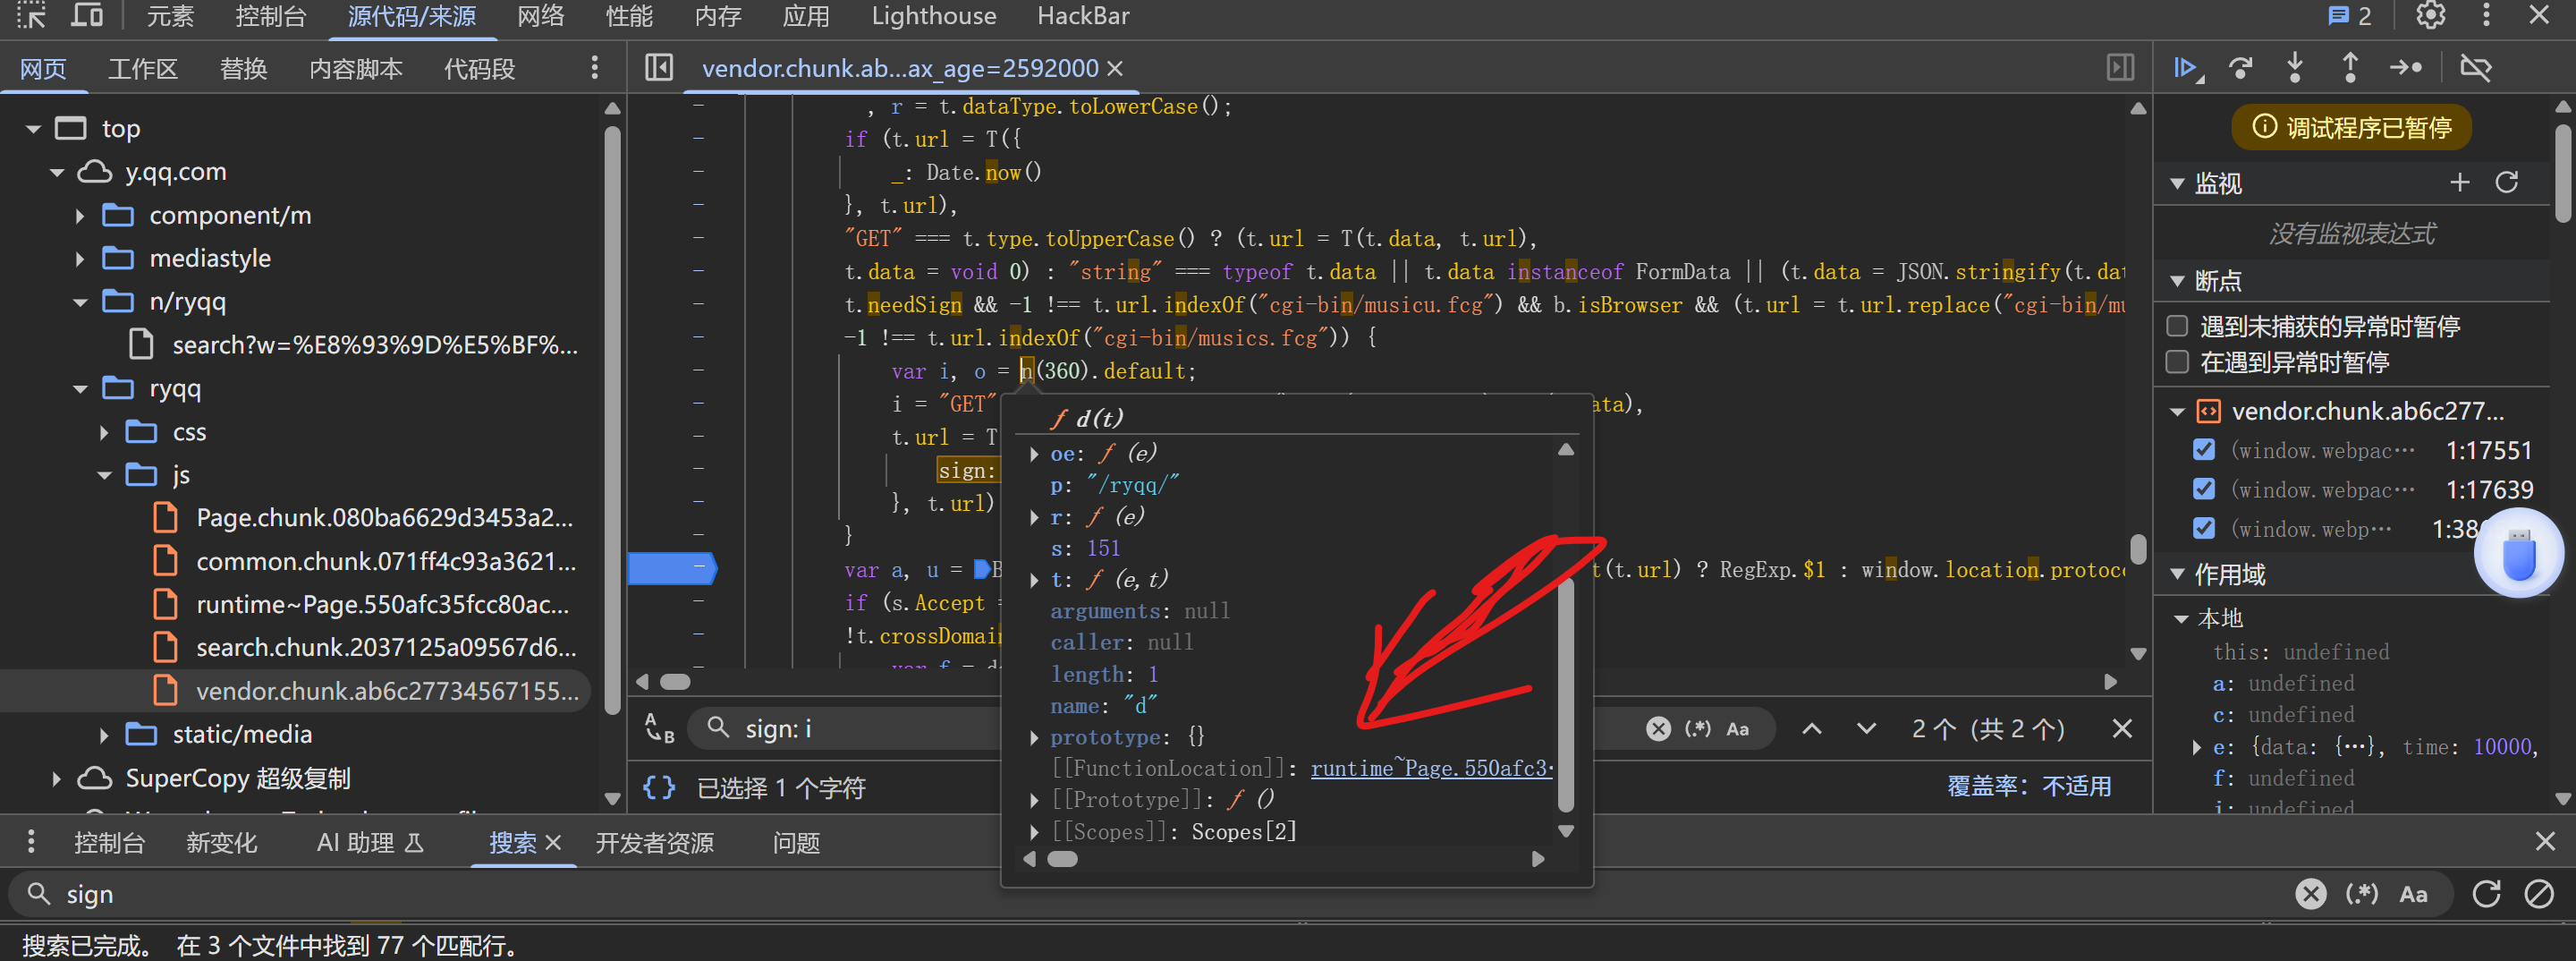 元素 控制台 源代码/来源 网络 性能 内存 应用 Lighthouse HackBar 2
网页 工作区 替换 内容脚本 代码段
vendor.chunk.ab...ax_age=2592000
top
y.qq.com
component/m
mediastyle
n/ryqq
search?w=%E8%93%9D%E5%BF%...
ryqq
css
js
Page.chunk.080ba6629d3453a2...
common.chunk.071ff4c93a3621...
runtime~Page.550afc35fcc80ac...
search.chunk.2037125a09567d6...
vendor.chunk.ab6c27734567155...
static/media
SuperCopy 超级复制
, r = t.dataType.toLowerCase();
if (t.url = T({
_: Date.now()
}, t.url),
"GET" === t.type.toUpperCase() ? (t.url = T(t.data, t.url),
t.data = void 0) : "string" === typeof t.data || t.data instanceof FormData || (t.data = JSON.stringify(t.dat
t.needSign && -1 !== t.url.indexOf("cgi-bin/musicu.fcg") && b.isBrowser && (t.url = t.url.replace("cgi-bin/mu
-1 !== t.url.indexOf("cgi-bin/musics.fcg")) {
var i, o = n(360).default;
i = "GET" ata),
t.url = T
sign:
}, t.url)
}
var a, u = t(t.url) ? RegExp.$1 : window.location.protoco
if (s.Accept =
!t.crossDomain
f d(t)
oe: f (e)
p: "/ryqq/"
r: f (e)
s: 151
t: f (e, t)
arguments: null
caller: null
length: 1
name: "d"
prototype: {}
[[FunctionLocation]]: runtime~Page.550afc3
[[Prototype]]: f ()
[[Scopes]]: Scopes[2]
sign: i
(.*) Aa
2 个 (共 2 个)
{} 已选择 1 个字符
覆盖率：不适用
调试程序已暂停
监视
没有监视表达式
断点
遇到未捕获的异常时暂停
在遇到异常时暂停
vendor.chunk.ab6c277...
(window.webpac… 1:17551
(window.webpac… 1:17639
(window.webp… 1:38
作用域
本地
this: undefined
a: undefined
c: undefined
e: {data: {…}, time: 10000,
f: undefined
i: undefined
控制台 新变化 AI 助理 搜索 开发者资源 问题
sign
(.*) Aa
搜索已完成。 在 3 个文件中找到 77 个匹配行。